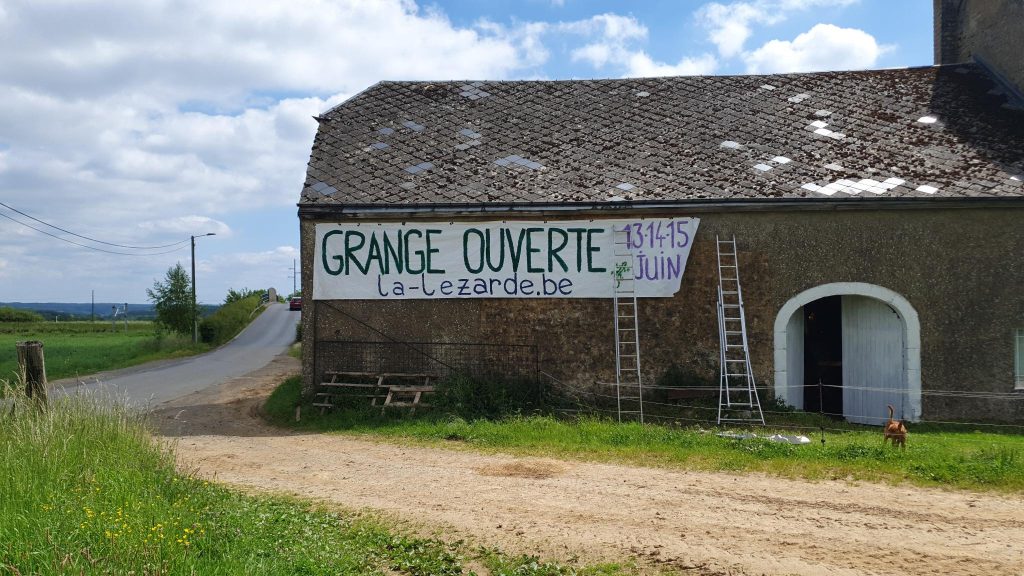 GRANGE OUVERTE 13·14·15
la-lezarde.be JUIN